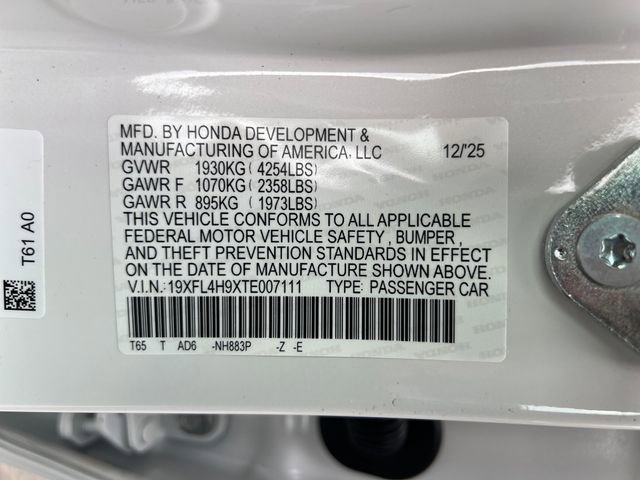 MFD. BY HONDA DEVELOPMENT &
MANUFACTURING OF AMERICA, LLC 12/'25
GVWR 1930KG( 4254LBS)
GAWR F 1070KG( 2358LBS)
GAWR R 895KG ( 1973LBS)
THIS VEHICLE CONFORMS TO ALL APPLICABLE
FEDERAL MOTOR VEHICLE SAFETY , BUMPER,
AND THEFT PREVENTION STANDARDS IN EFFECT
ON THE DATE OF MANUFACTURE SHOWN ABOVE.
V.I.N.:19XFL4H9XTE007111 TYPE: PASSENGER CAR
T65 T AD6 -NH883P -Z -E
T61 A0